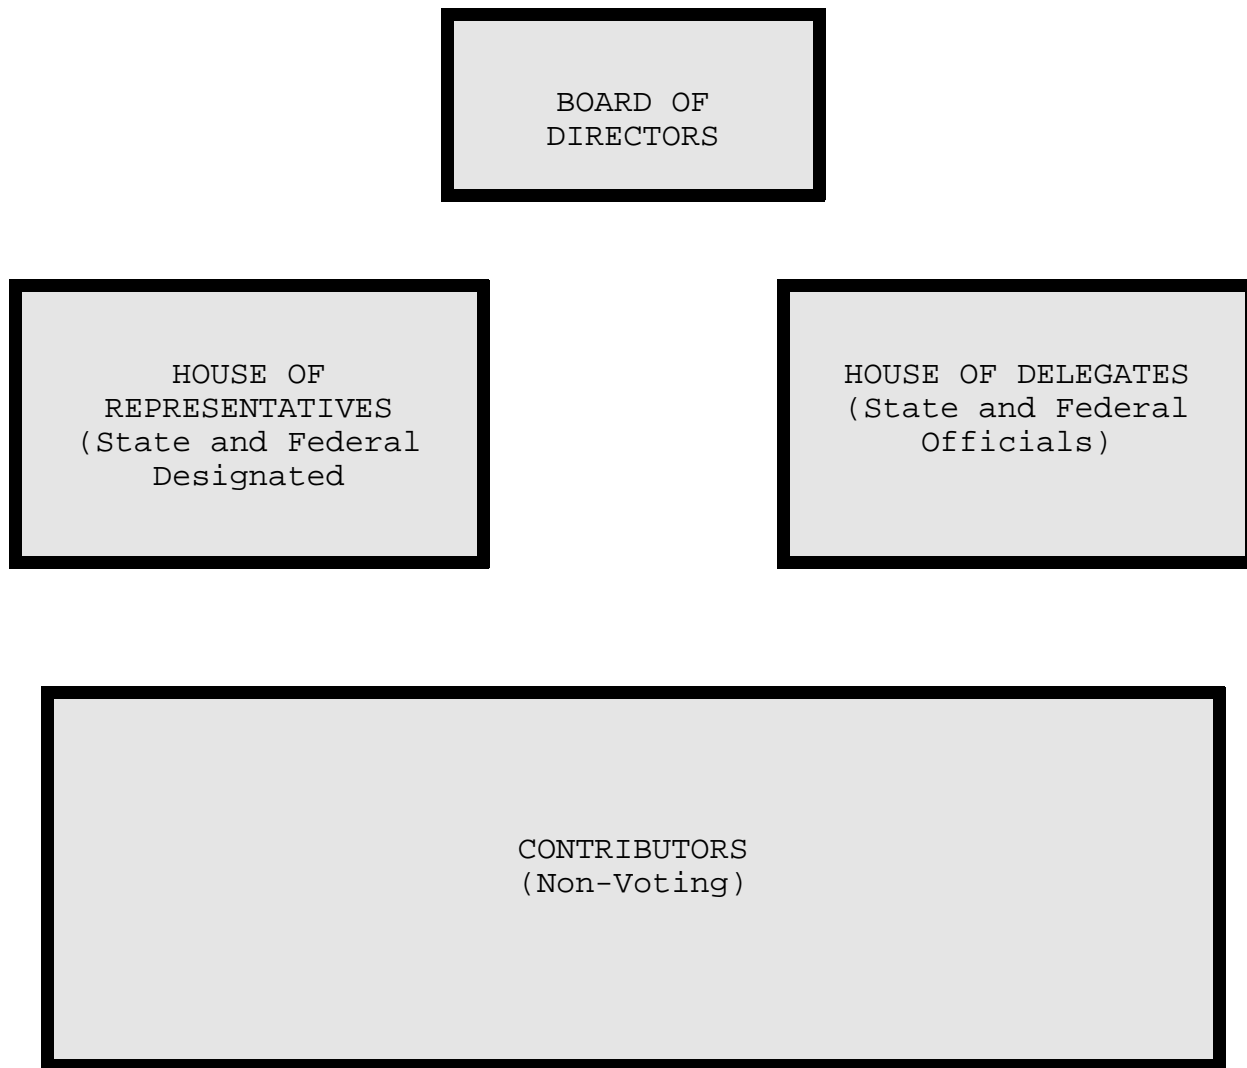 BOARD OF
DIRECTORS
HOUSE OF
REPRESENTATIVES
(State and Federal
Designated
HOUSE OF DELEGATES
(State and Federal
Officials)
CONTRIBUTORS
(Non-Voting)